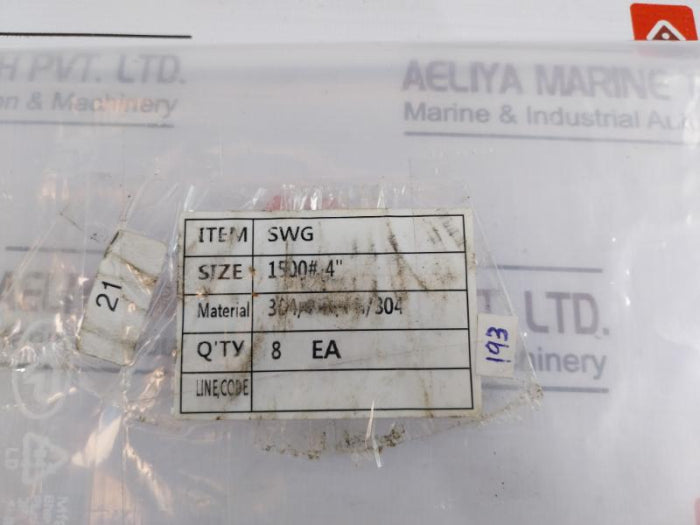 H PVT. LTD.
on & Machinery
AELIYA MARINE
Marine & Industrial Au
ITEM SWG
SIZE 1500# 4"
Material /304
Q'TY 8 EA
LINE,CODE
21
193
LTD.
inery